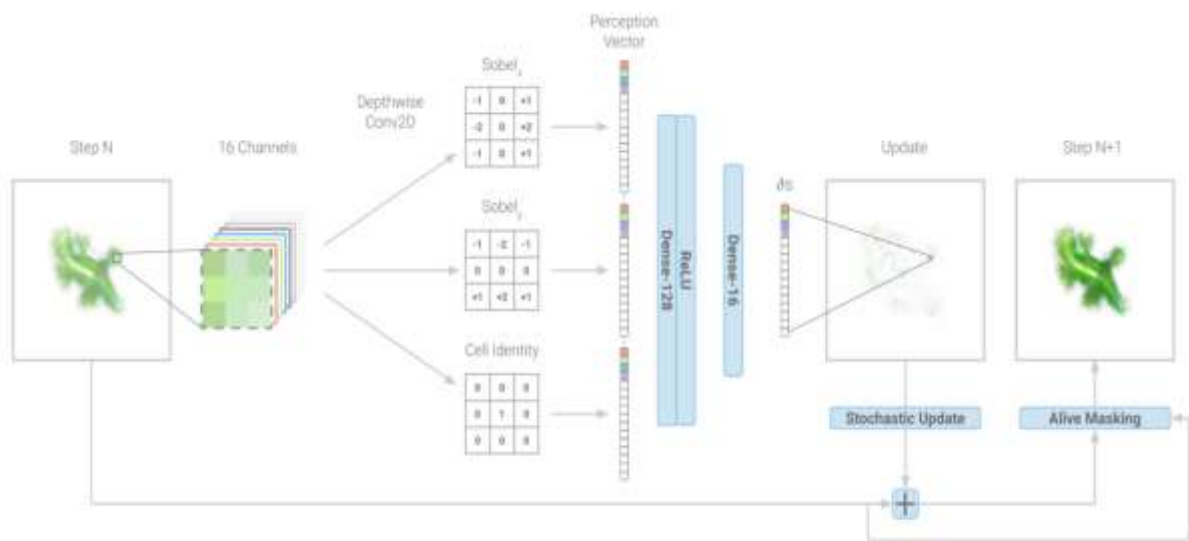 Perception
Vector
Sobelₓ
-1 0 +1
-2 0 +2
-1 0 +1
Depthwise
Conv2D
Step N
16 Channels
Sobelᵧ
-1 -2 -1
0 0 0
+1 +2 +1
Cell Identity
0 0 0
0 1 0
0 0 0
Dense-128
ReLU
Dense-16
∂s
Update
Step N+1
Stochastic Update
Alive Masking
+